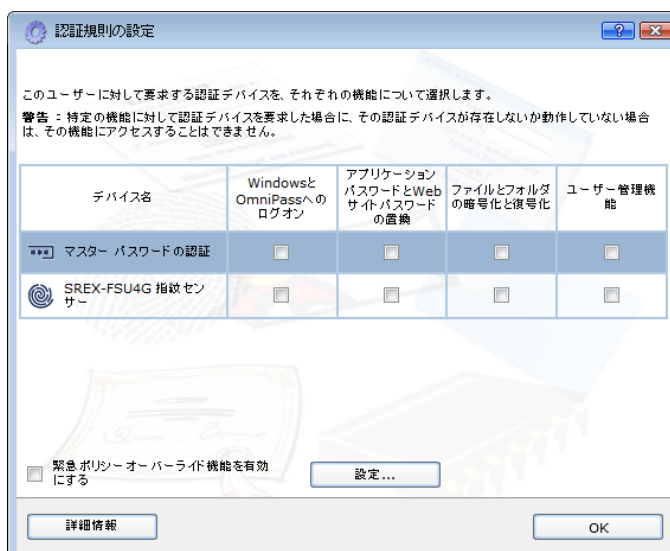 認証規則の設定
このユーザーに対して要求する認証デバイスを、それぞれの機能について選択します。
警告 : 特定の機能に対して認証デバイスを要求した場合に、その認証デバイスが存在しないか動作していない場合
は、その機能にアクセスすることはできません。
デバイス名
Windowsと
OmniPassへの
ログオン
アプリケーション
パスワードとWeb
サイトパスワード
の置換
ファイルとフォルダ
の暗号化と復号化
ユーザー管理機
能
マスター パスワードの認証
SREX-FSU4G 指紋セン
サー
緊急ポリシーオーバーライド機能を有効
にする
設定...
詳細情報
OK